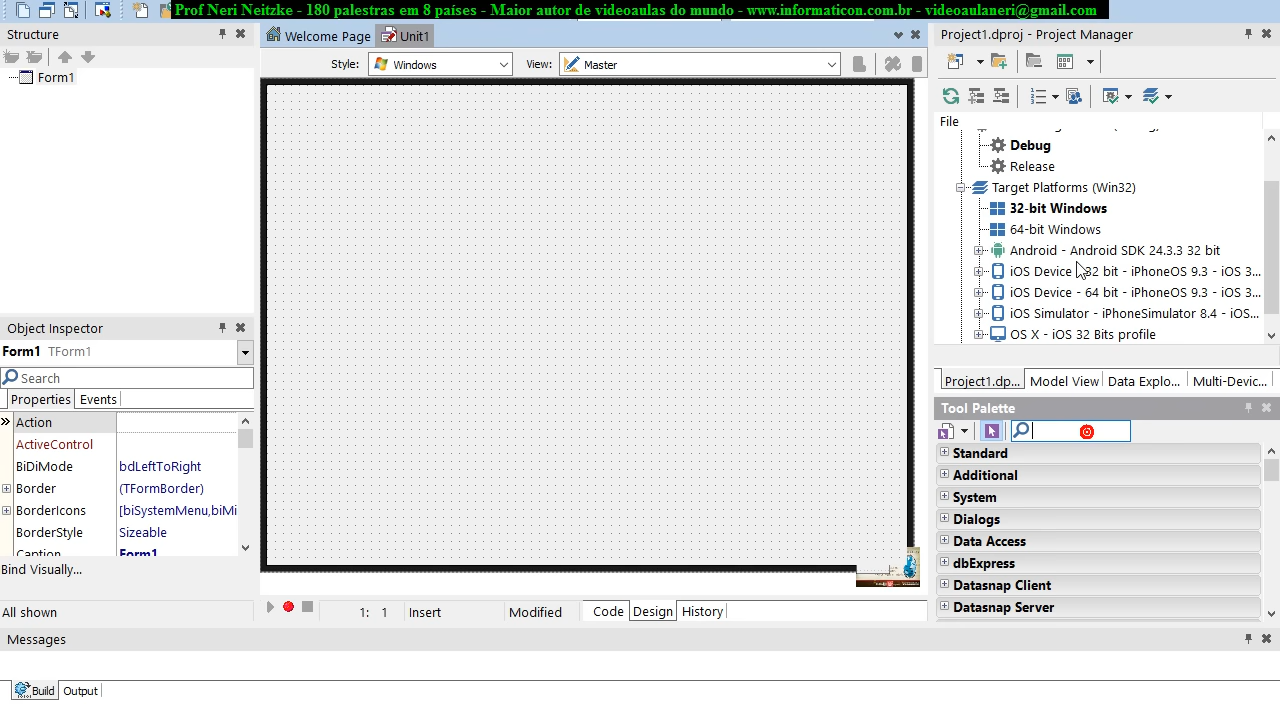 Prof Neri Neitzke - 180 palestras em 8 países - Maior autor de videoaulas do mundo - www.informaticon.com.br - videoaulaneri@gmail.com
Structure
Form1
Welcome Page
Unit1
Style:
Windows
View:
Master
Project1.dproj - Project Manager
File
Debug
Release
Target Platforms (Win32)
32-bit Windows
64-bit Windows
Android - Android SDK 24.3.3 32 bit
iOS Device - 32 bit - iPhoneOS 9.3 - iOS 3...
iOS Device - 64 bit - iPhoneOS 9.3 - iOS 3...
iOS Simulator - iPhoneSimulator 8.4 - iOS...
OS X - iOS 32 Bits profile
Project1.dp... Model View Data Explo... Multi-Devic...
Object Inspector
Form1 TForm1
Search
Properties Events
Action
ActiveControl
BiDiMode bdLeftToRight
Border (TFormBorder)
BorderIcons [biSystemMenu,biMi
BorderStyle Sizeable
Caption Form1
Bind Visually...
All shown
Tool Palette
Standard
Additional
System
Dialogs
Data Access
dbExpress
Datasnap Client
Datasnap Server
1: 1 Insert Modified Code Design History
Messages
Build Output